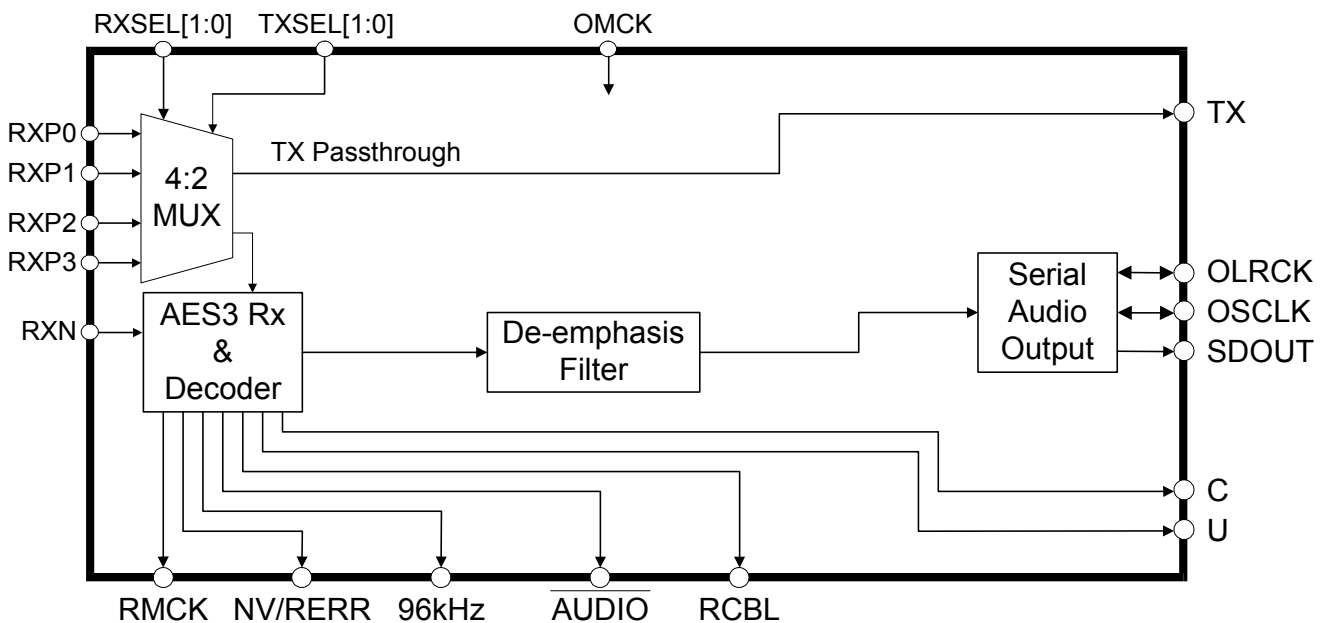 RXSEL[1:0]
TXSEL[1:0]
OMCK
RXP0
RXP1
RXP2
RXP3
RXN
4:2
MUX
TX Passthrough
TX
AES3 Rx
&
Decoder
De-emphasis
Filter
Serial
Audio
Output
OLRCK
OSCLK
SDOUT
C
U
RMCK
NV/RERR
96kHz
AUDIO
RCBL